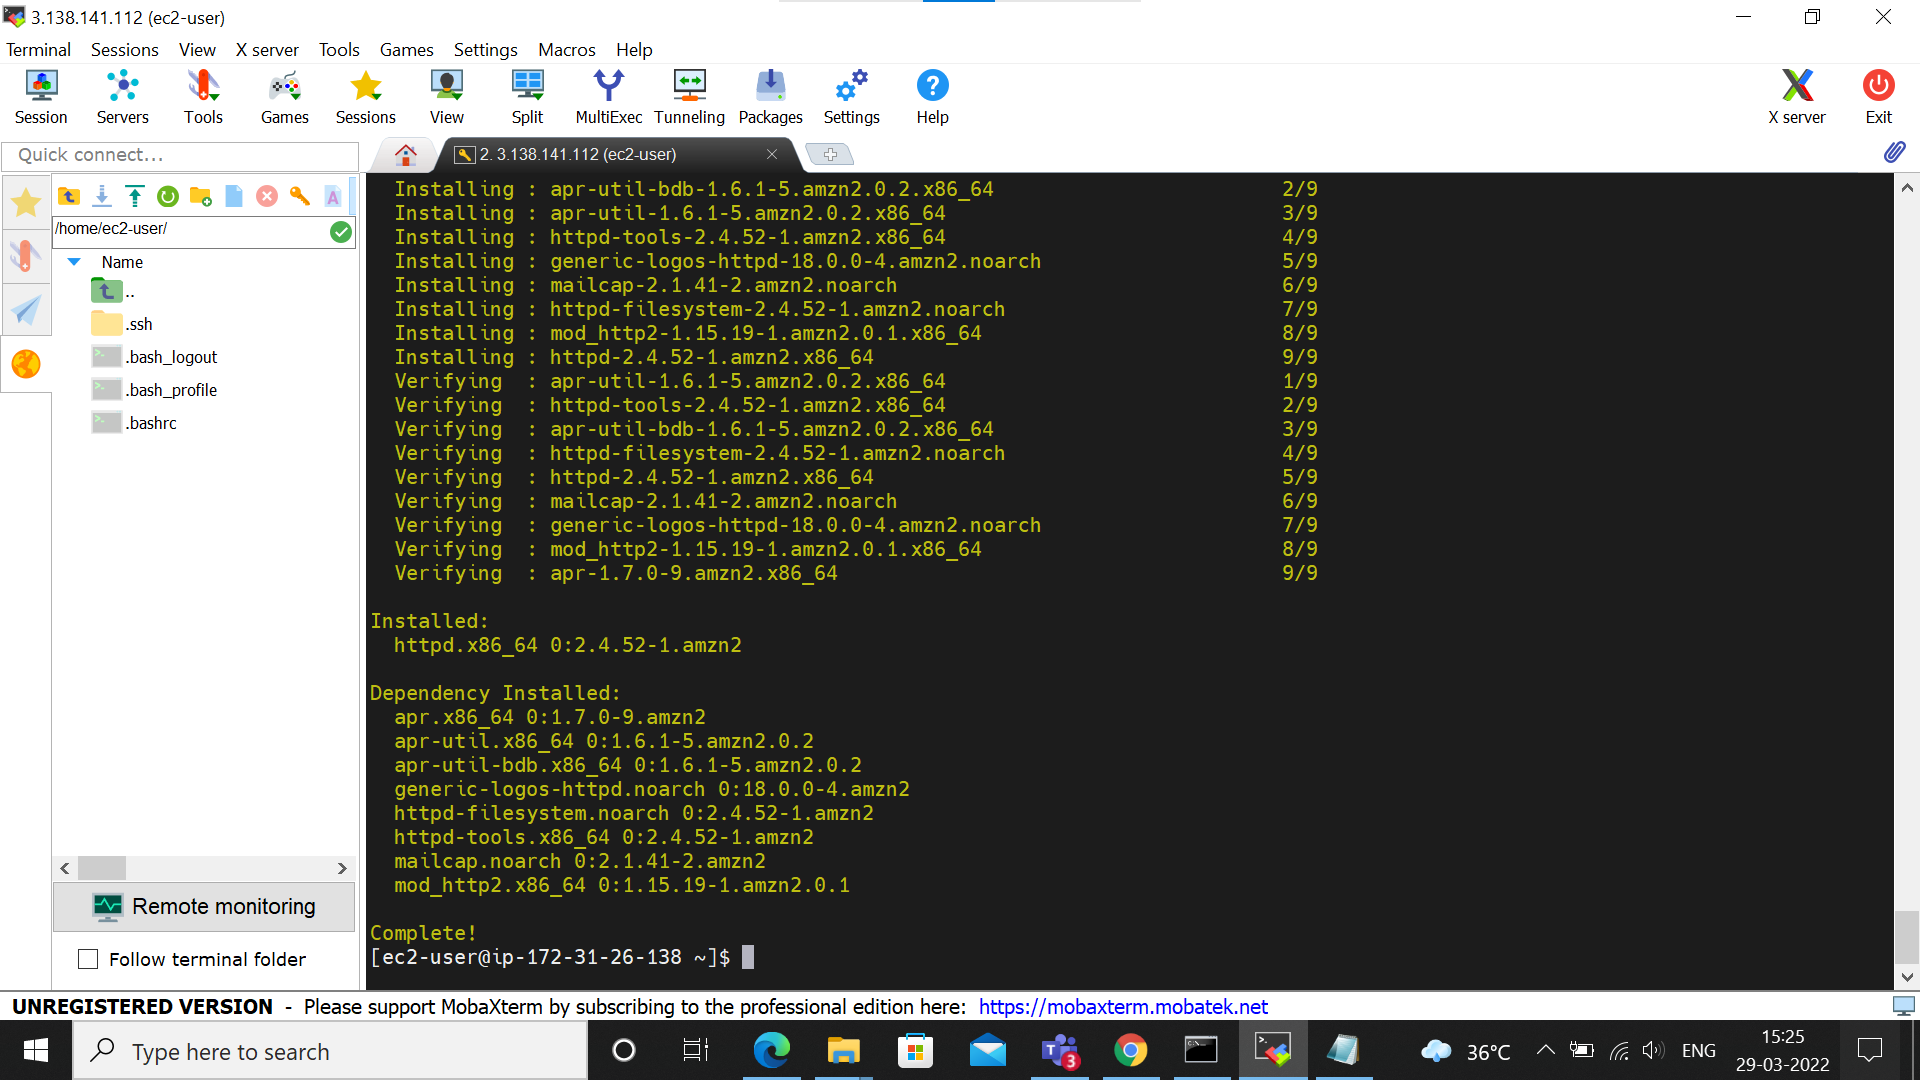 3.138.141.112 (ec2-user)
Terminal Sessions View X server Tools Games Settings Macros Help
Session Servers Tools Games Sessions View Split MultiExec Tunneling Packages Settings Help X server Exit
Quick connect...
2. 3.138.141.112 (ec2-user)
/home/ec2-user/
Name
..
.ssh
.bash_logout
.bash_profile
.bashrc
Remote monitoring
Follow terminal folder
Installing : apr-util-bdb-1.6.1-5.amzn2.0.2.x86_64 2/9
Installing : apr-util-1.6.1-5.amzn2.0.2.x86_64 3/9
Installing : httpd-tools-2.4.52-1.amzn2.x86_64 4/9
Installing : generic-logos-httpd-18.0.0-4.amzn2.noarch 5/9
Installing : mailcap-2.1.41-2.amzn2.noarch 6/9
Installing : httpd-filesystem-2.4.52-1.amzn2.noarch 7/9
Installing : mod_http2-1.15.19-1.amzn2.0.1.x86_64 8/9
Installing : httpd-2.4.52-1.amzn2.x86_64 9/9
Verifying : apr-util-1.6.1-5.amzn2.0.2.x86_64 1/9
Verifying : httpd-tools-2.4.52-1.amzn2.x86_64 2/9
Verifying : apr-util-bdb-1.6.1-5.amzn2.0.2.x86_64 3/9
Verifying : httpd-filesystem-2.4.52-1.amzn2.noarch 4/9
Verifying : httpd-2.4.52-1.amzn2.x86_64 5/9
Verifying : mailcap-2.1.41-2.amzn2.noarch 6/9
Verifying : generic-logos-httpd-18.0.0-4.amzn2.noarch 7/9
Verifying : mod_http2-1.15.19-1.amzn2.0.1.x86_64 8/9
Verifying : apr-1.7.0-9.amzn2.x86_64 9/9
Installed:
httpd.x86_64 0:2.4.52-1.amzn2
Dependency Installed:
apr.x86_64 0:1.7.0-9.amzn2
apr-util.x86_64 0:1.6.1-5.amzn2.0.2
apr-util-bdb.x86_64 0:1.6.1-5.amzn2.0.2
generic-logos-httpd.noarch 0:18.0.0-4.amzn2
httpd-filesystem.noarch 0:2.4.52-1.amzn2
httpd-tools.x86_64 0:2.4.52-1.amzn2
mailcap.noarch 0:2.1.41-2.amzn2
mod_http2.x86_64 0:1.15.19-1.amzn2.0.1
Complete!
[ec2-user@ip-172-31-26-138 ~]$
UNREGISTERED VERSION - Please support MobaXterm by subscribing to the professional edition here: https://mobaxterm.mobatek.net
Type here to search
3
36°C
ENG
15:25
29-03-2022